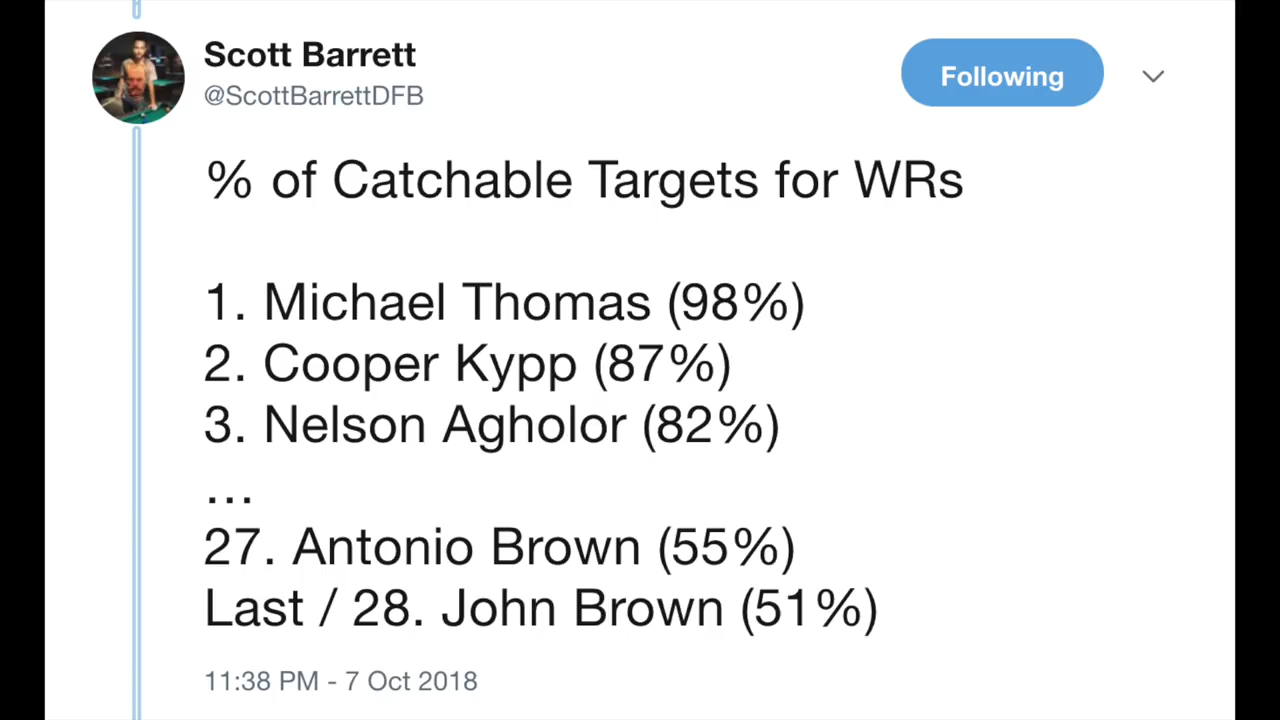 Scott Barrett
@ScottBarrettDFB
Following
% of Catchable Targets for WRs
1. Michael Thomas (98%)
2. Cooper Kypp (87%)
3. Nelson Agholor (82%)
...
27. Antonio Brown (55%)
Last / 28. John Brown (51%)
11:38 PM - 7 Oct 2018